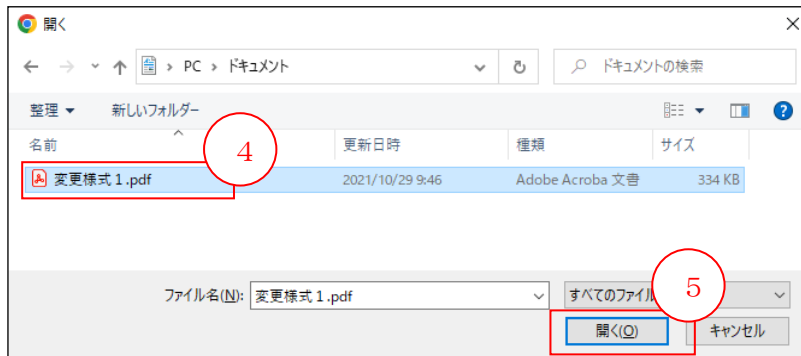 開く
PC › ドキュメント
ドキュメントの検索
整理 新しいフォルダー
名前 更新日時 種類 サイズ
4
変更様式１.pdf 2021/10/29 9:46 Adobe Acroba 文書 334 KB
ファイル名(N): 変更様式１.pdf すべてのファイル
5
開く(O) キャンセル